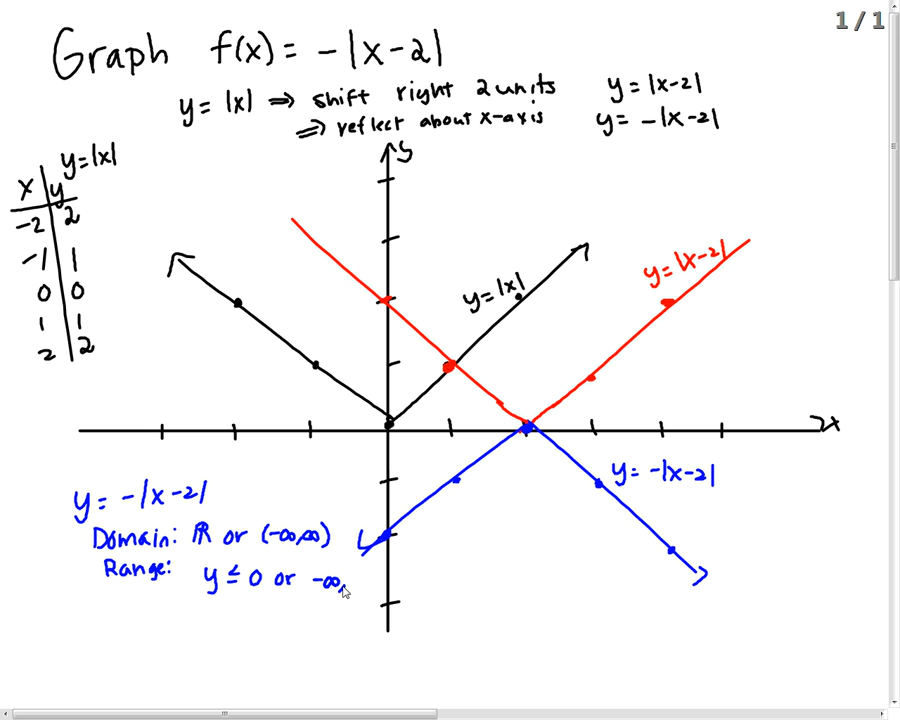 1 / 1
Graph f(x) = -|x-2|
y = |x| ⇒ shift right 2 units y = |x-2|
⇒ reflect about x-axis y = -|x-2|
y
y=|x|
x y
-2 2
-1 1
0 0
1 1
2 2
y=|x|
y=|x-2|
x
y = -|x-2|
y = -|x-2|
Domain: ℝ or (-∞,∞)
Range: y ≤ 0 or -∞,